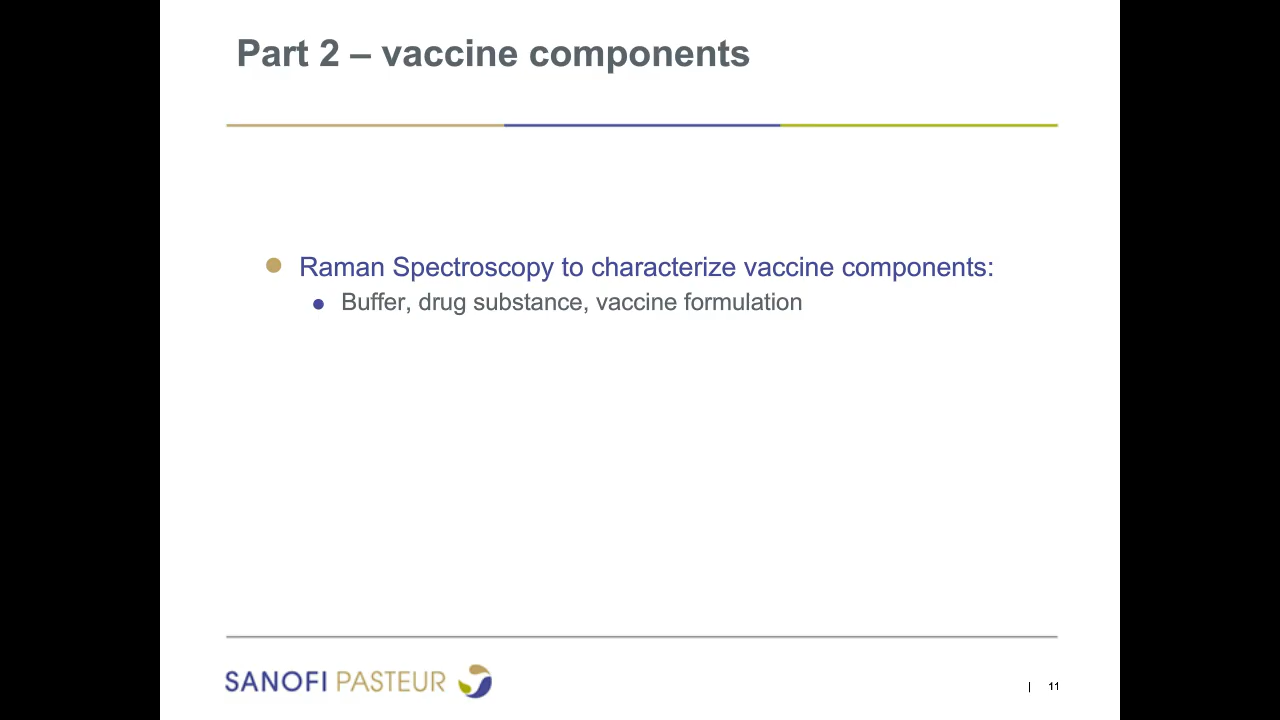 Part 2 – vaccine components
Raman Spectroscopy to characterize vaccine components:
Buffer, drug substance, vaccine formulation
SANOFI PASTEUR
| 11